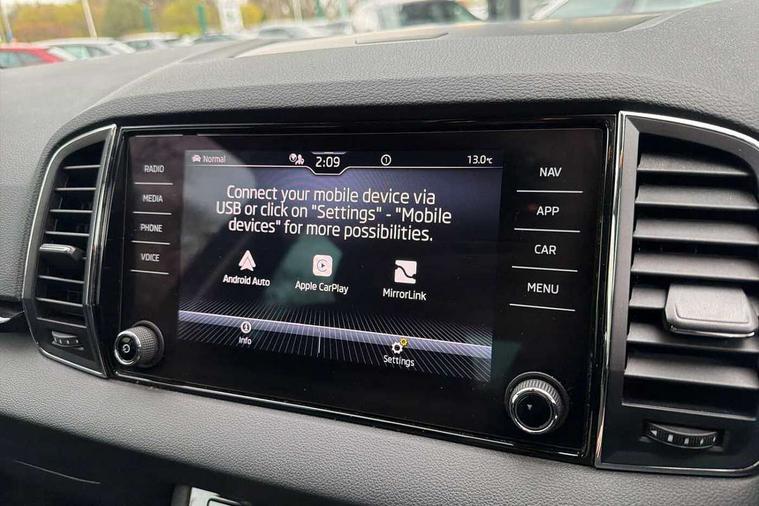 RADIO
MEDIA
PHONE
VOICE
Normal
2:09
1
13.0°C
Connect your mobile device via
USB or click on "Settings" - "Mobile
devices" for more possibilities.
Android Auto
Apple CarPlay
MirrorLink
Info
Settings
NAV
APP
CAR
MENU